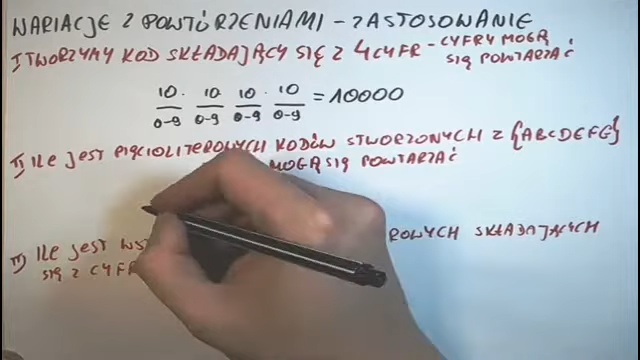 WARIACJE Z POWTÓRZENIAMI - ZASTOSOWANIE
I TWORZYMY KOD SKŁADAJĄCY SIĘ Z 4 CYFR - CYFRY MOGĄ
SIĘ POWTARZAĆ
10 · 10 · 10 · 10 = 10000
0-9 0-9 0-9 0-9
II ILE JEST PIĘCIOLITEROWYCH KODÓW STWORZONYCH Z {ABCDEFG}
MOGĄ SIĘ POWTARZAĆ
III ILE JEST ROWYCH SKŁADAJĄCYCH
SIĘ Z CYFR